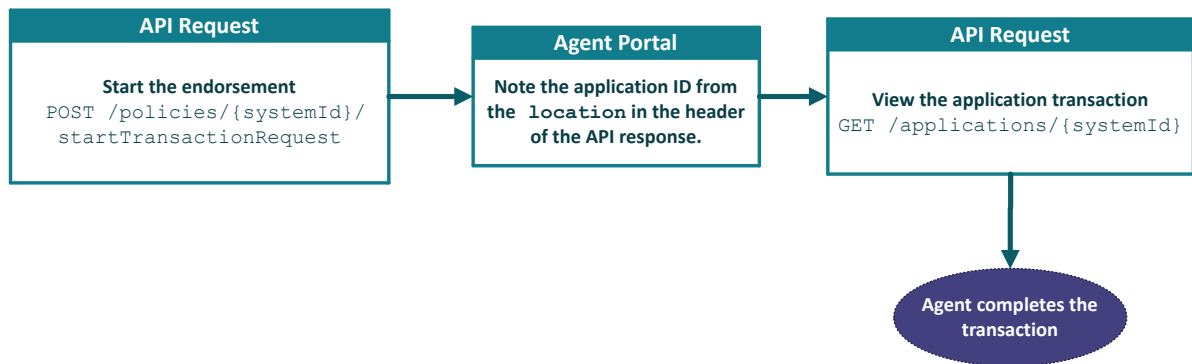 API Request
Start the endorsement
POST /policies/{systemId}/
startTransactionRequest
Agent Portal
Note the application ID from
the location in the header
of the API response.
API Request
View the application transaction
GET /applications/{systemId}
Agent completes the
transaction